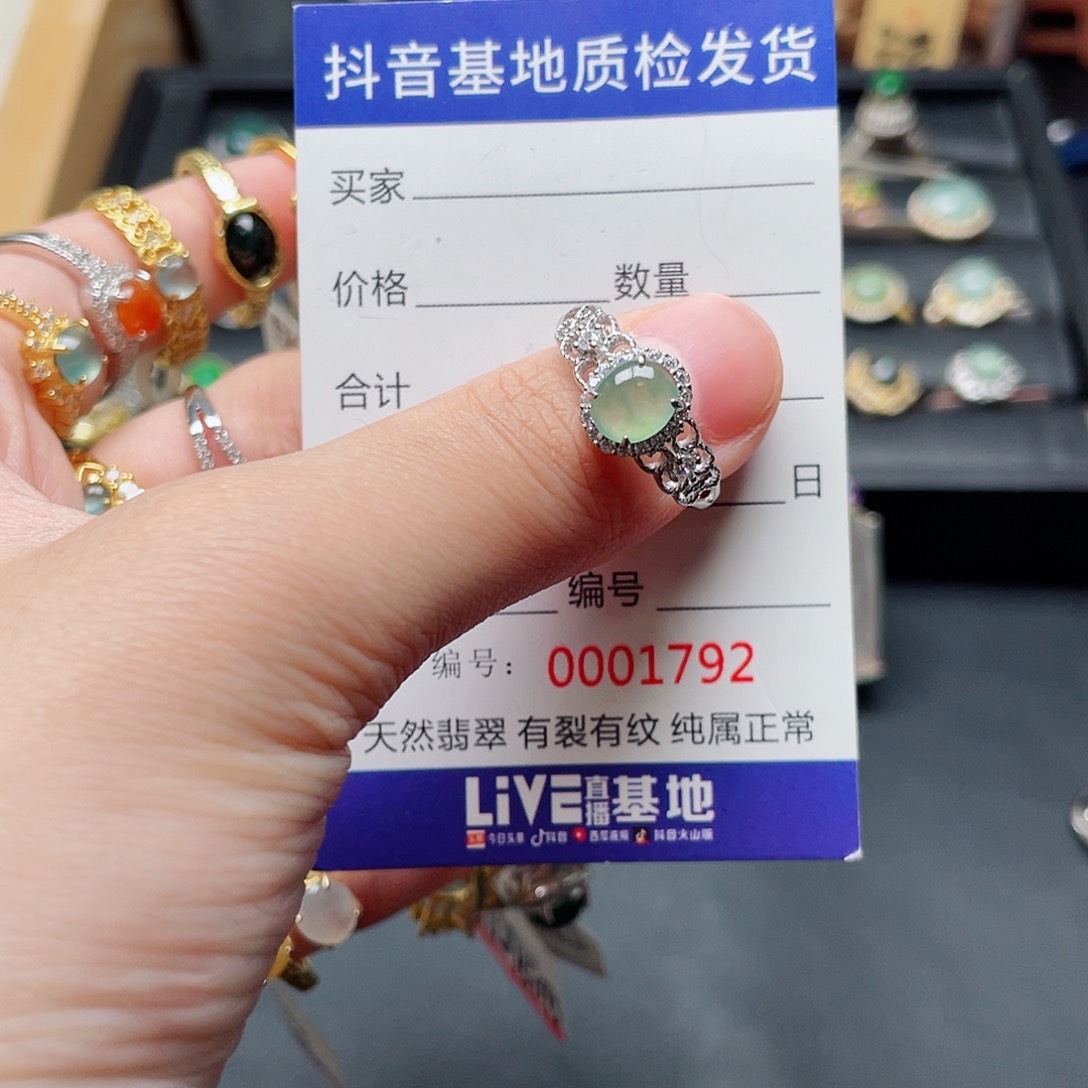 抖音基地质检发货
买家
价格 数量
合计
日
编号
编号：0001792
天然翡翠 有裂有纹 纯属正常
LiVE直播基地
今日头条 抖音 西瓜视频 抖音火山版